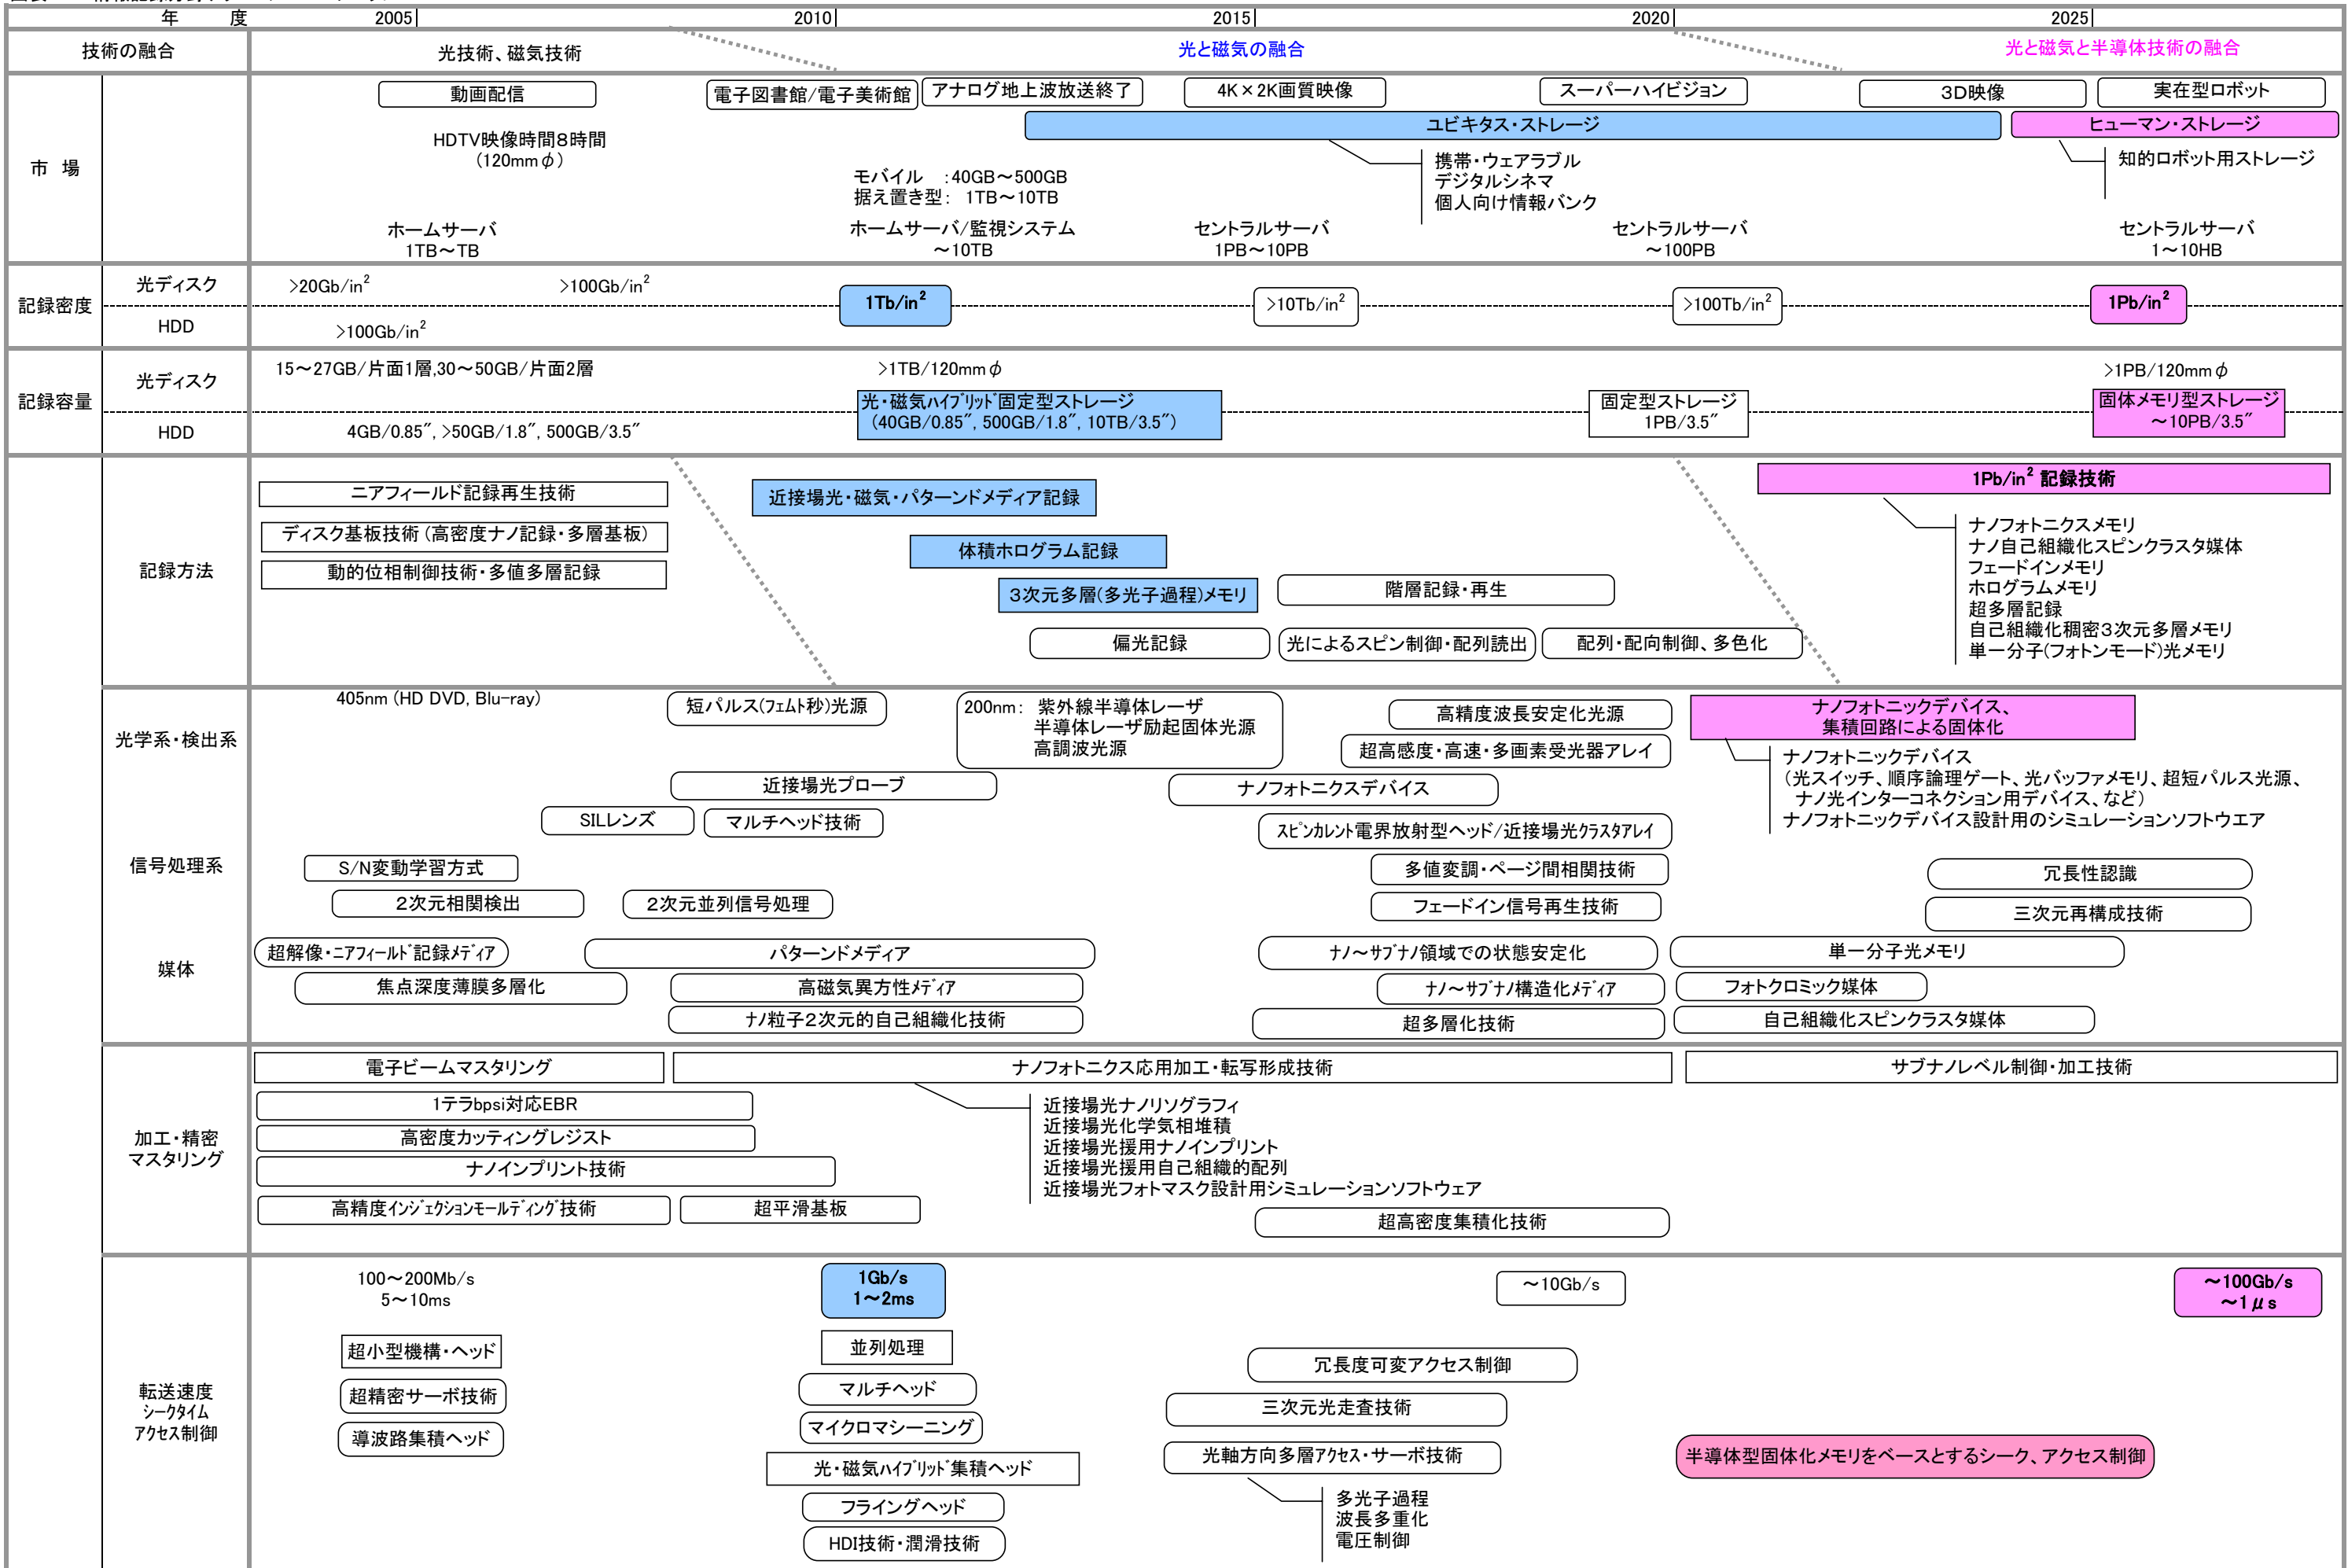 年 度 2005 2010 2015 2020 2025
技術の融合 光技術、磁気技術 光と磁気の融合 光と磁気と半導体技術の融合
市 場
動画配信 電子図書館/電子美術館 アナログ地上波放送終了 4K×2K画質映像 スーパーハイビジョン 3D映像 実在型ロボット
ユビキタス・ストレージ ヒューマン・ストレージ
HDTV映像時間8時間
(120mmφ)
携帯・ウェアラブル
デジタルシネマ
個人向け情報バンク
知的ロボット用ストレージ
モバイル :40GB～500GB
据え置き型: 1TB～10TB
ホームサーバ
1TB～TB
ホームサーバ/監視システム
～10TB
セントラルサーバ
1PB～10PB
セントラルサーバ
～100PB
セントラルサーバ
1～10HB
記録密度
光ディスク >20Gb/in² >100Gb/in²
1Tb/in² >10Tb/in² >100Tb/in² 1Pb/in²
HDD >100Gb/in²
記録容量
光ディスク 15～27GB/片面1層,30～50GB/片面2層 >1TB/120mmφ >1PB/120mmφ
光・磁気ﾊｲﾌﾞﾘｯﾄﾞ固定型ストレージ
(40GB/0.85″, 500GB/1.8″, 10TB/3.5″)
固定型ストレージ
1PB/3.5″
固体メモリ型ストレージ
～10PB/3.5″
HDD 4GB/0.85″, >50GB/1.8″, 500GB/3.5″
記録方法
ニアフィールド記録再生技術
ディスク基板技術(高密度ナノ記録・多層基板)
動的位相制御技術・多値多層記録
近接場光・磁気・パターンドメディア記録
体積ホログラム記録
3次元多層(多光子過程)メモリ
階層記録・再生
偏光記録
光によるスピン制御・配列読出
配列・配向制御、多色化
1Pb/in² 記録技術
ナノフォトニクスメモリ
ナノ自己組織化スピンクラスタ媒体
フェードインメモリ
ホログラムメモリ
超多層記録
自己組織化稠密3次元多層メモリ
単一分子(フォトンモード)光メモリ
光学系・検出系
405nm (HD DVD, Blu-ray)
短パルス(ﾌｪﾑﾄ秒)光源
200nm: 紫外線半導体レーザ
半導体レーザ励起固体光源
高調波光源
高精度波長安定化光源
超高感度・高速・多画素受光器アレイ
ナノフォトニックデバイス、
集積回路による固体化
ナノフォトニックデバイス
(光スイッチ、順序論理ゲート、光バッファメモリ、超短パルス光源、
ナノ光インターコネクション用デバイス、など)
ナノフォトニックデバイス設計用のシミュレーションソフトウエア
近接場光プローブ
ナノフォトニクスデバイス
SILレンズ
マルチヘッド技術
ｽﾋﾟﾝｶﾚﾝﾄ電界放射型ヘッド/近接場光ｸﾗｽﾀアレイ
信号処理系
S/N変動学習方式
多値変調・ページ間相関技術
冗長性認識
2次元相関検出
2次元並列信号処理
フェードイン信号再生技術
三次元再構成技術
媒体
超解像・ﾆｱﾌｨｰﾙﾄﾞ記録ﾒﾃﾞｨｱ
パターンドメディア
ﾅﾉ～ｻﾌﾞﾅﾉ領域での状態安定化
単一分子光メモリ
焦点深度薄膜多層化
高磁気異方性ﾒﾃﾞｨｱ
ﾅﾉ～ｻﾌﾞﾅﾉ構造化ﾒﾃﾞｨｱ
フォトクロミック媒体
ﾅﾉ粒子2次元的自己組織化技術
超多層化技術
自己組織化スピンクラスタ媒体
加工・精密
マスタリング
電子ビームマスタリング
ナノフォトニクス応用加工・転写形成技術
サブナノレベル制御・加工技術
1テラbpsi対応EBR
高密度カッティングレジスト
ナノインプリント技術
高精度ｲﾝｼﾞｪｸｼｮﾝモールﾃﾞｨﾝｸﾞ技術
超平滑基板
近接場光ナノリソグラフィ
近接場光化学気相堆積
近接場光援用ナノインプリント
近接場光援用自己組織的配列
近接場光フォトマスク設計用シミュレーションソフトウェア
超高密度集積化技術
転送速度
ｼｰｸﾀｲﾑ
ｱｸｾｽ制御
100～200Mb/s
5～10ms
1Gb/s
1～2ms
～10Gb/s
～100Gb/s
～1μs
超小型機構・ヘッド
超精密サーボ技術
導波路集積ヘッド
並列処理
マルチヘッド
マイクロマシーニング
光・磁気ﾊｲﾌﾞﾘｯﾄﾞ集積ヘッド
フライングヘッド
HDI技術・潤滑技術
冗長度可変アクセス制御
三次元光走査技術
光軸方向多層ｱｸｾｽ・サーボ技術
多光子過程
波長多重化
電圧制御
半導体型固体化メモリをベースとするシーク、アクセス制御